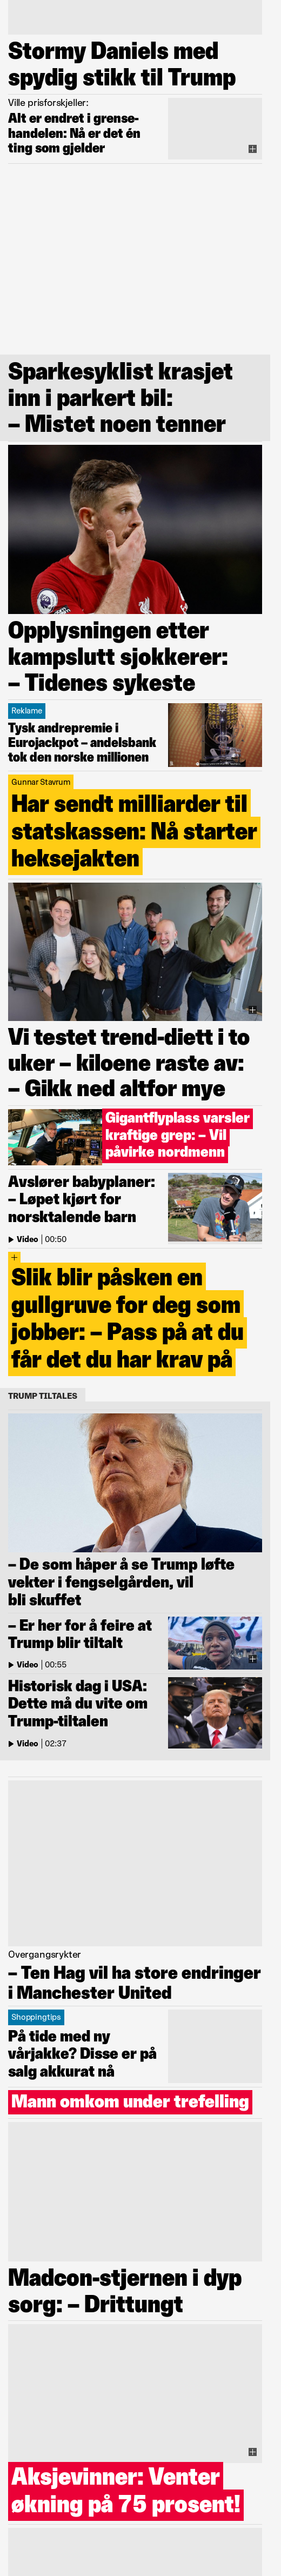 Stormy Daniels med
spydig stikk til Trump
Ville prisforskjeller:
Alt er endret i grense-
handelen: Nå er det én
ting som gjelder
Sparkesyklist krasjet
inn i parkert bil:
– Mistet noen tenner
Opplysningen etter
kampslutt sjokkerer:
– Tidenes sykeste
Reklame
Tysk andrepremie i
Eurojackpot – andelsbank
tok den norske millionen
Gunnar Stavrum
Har sendt milliarder til
statskassen: Nå starter
heksejakten
Vi testet trend-diett i to
uker – kiloene raste av:
– Gikk ned altfor mye
Gigantflyplass varsler
kraftige grep: – Vil
påvirke nordmenn
Avslører babyplaner:
– Løpet kjørt for
norsktalende barn
Video | 00:50
Slik blir påsken en
gullgruve for deg som
jobber: – Pass på at du
får det du har krav på
TRUMP TILTALES
– De som håper å se Trump løfte
vekter i fengselgården, vil
bli skuffet
– Er her for å feire at
Trump blir tiltalt
Video | 00:55
Historisk dag i USA:
Dette må du vite om
Trump-tiltalen
Video | 02:37
Overgangsrykter
– Ten Hag vil ha store endringer
i Manchester United
Shoppingtips
På tide med ny
vårjakke? Disse er på
salg akkurat nå
Mann omkom under trefelling
Madcon-stjernen i dyp
sorg: – Drittungt
Aksjevinner: Venter
økning på 75 prosent!